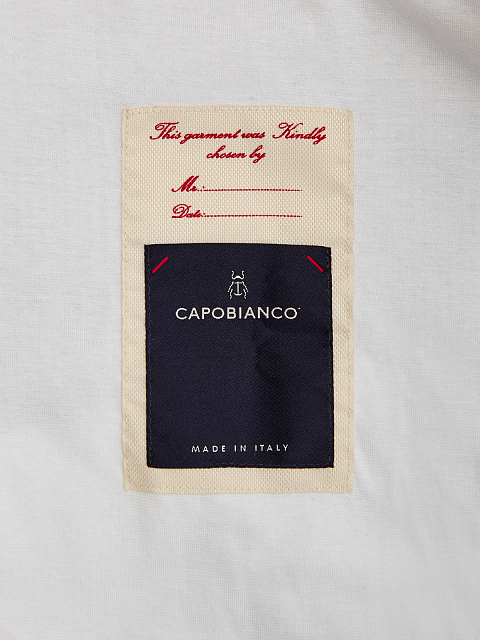 This garment was Kindly
chosen by
Mr.:
Date:
CAPOBIANCO
MADE IN ITALY